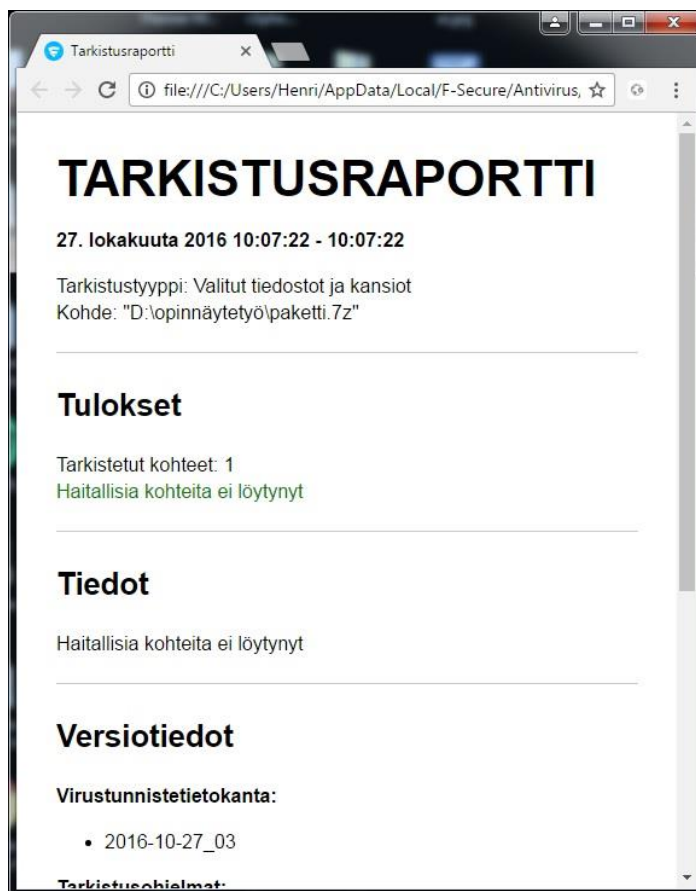 Tarkistusraportti
file:///C:/Users/Henri/AppData/Local/F-Secure/Antivirus,
TARKISTUSRAPORTTI
27. lokakuuta 2016 10:07:22 - 10:07:22
Tarkistustyyppi: Valitut tiedostot ja kansiot
Kohde: "D:\opinnäytetyö\paketti.7z"
Tulokset
Tarkistetut kohteet: 1
Haitallisia kohteita ei löytynyt
Tiedot
Haitallisia kohteita ei löytynyt
Versiotiedot
Virustunnistetietokanta:
• 2016-10-27_03
Tarkistusohjelmat: